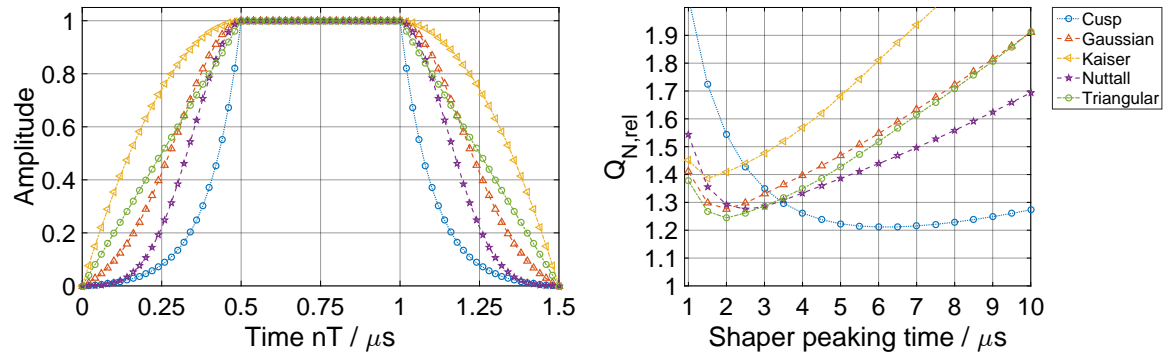 1
0.8
0.6
0.4
0.2
0
Amplitude
0 0.25 0.5 0.75 1 1.25 1.5
Time nT / μs
1.9
1.8
1.7
1.6
1.5
1.4
1.3
1.2
1.1
1
Q_N,rel
1 2 3 4 5 6 7 8 9 10
Shaper peaking time / μs
Cusp
Gaussian
Kaiser
Nuttall
Triangular